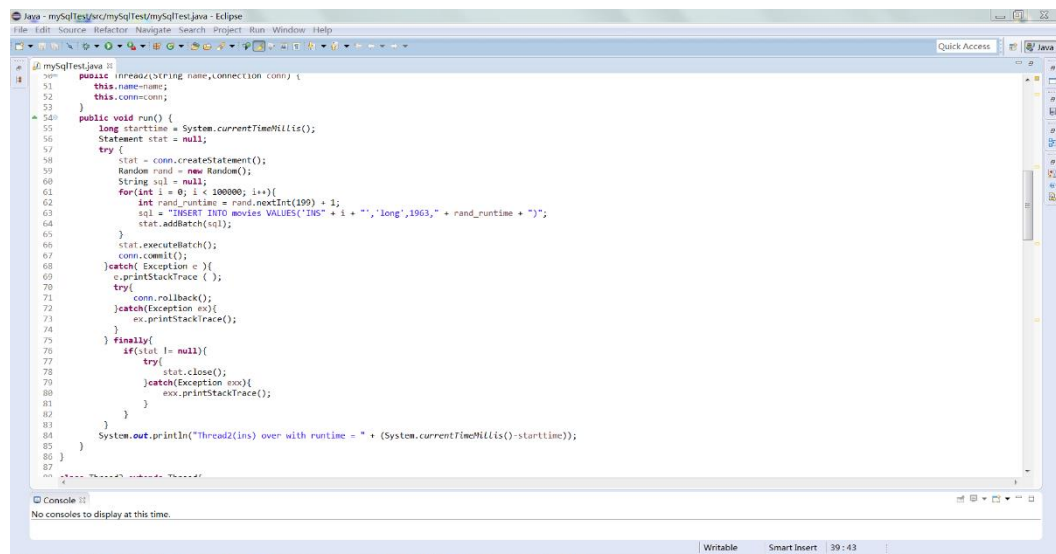 Java - mySqlTest/src/mySqlTest/mySqlTest.java - Eclipse
File Edit Source Refactor Navigate Search Project Run Window Help
Quick Access
Java
mySqlTest.java
50 public Thread2(String name,Connection conn) {
51 this.name=name;
52 this.conn=conn;
53 }
54 public void run() {
55 long starttime = System.currentTimeMillis();
56 Statement stat = null;
57 try {
58 stat = conn.createStatement();
59 Random rand = new Random();
60 String sql = null;
61 for(int i = 0; i < 100000; i++){
62 int rand_runtime = rand.nextInt(199) + 1;
63 sql = "INSERT INTO movies VALUES('INS" + i + "','long',1963," + rand_runtime + ")";
64 stat.addBatch(sql);
65 }
66 stat.executeBatch();
67 conn.commit();
68 }catch( Exception e ){
69 e.printStackTrace ( );
70 try{
71 conn.rollback();
72 }catch(Exception ex){
73 ex.printStackTrace();
74 }
75 } finally{
76 if(stat != null){
77 try{
78 stat.close();
79 }catch(Exception exx){
80 exx.printStackTrace();
81 }
82 }
83 }
84 System.out.println("Thread2(ins) over with runtime = " + (System.currentTimeMillis()-starttime));
85 }
86 }
87
Console
No consoles to display at this time.
Writable Smart Insert 39 : 43